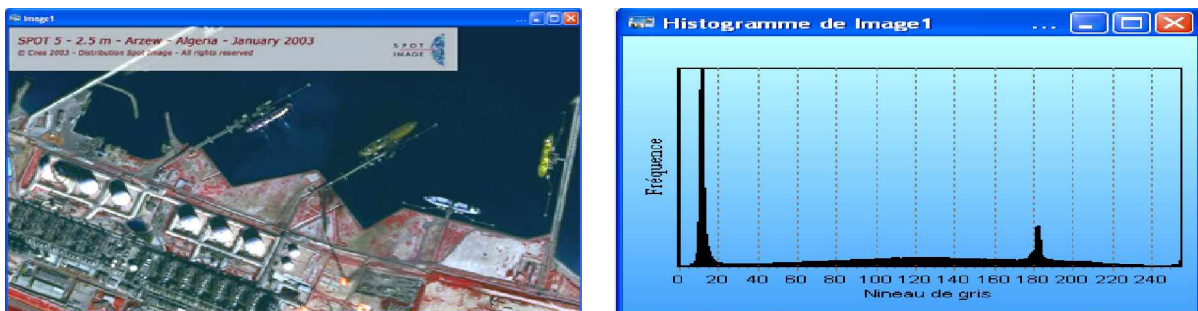 Image1
SPOT 5 - 2.5 m - Arzew - Algeria - January 2003
© Cnes 2003 - Distribution Spot Image - All rights reserved
SPOT
IMAGE
Histogramme de Image1
...
Fréquence
0 20 40 60 80 100 120 140 160 180 200 220 240
Nineau de gris